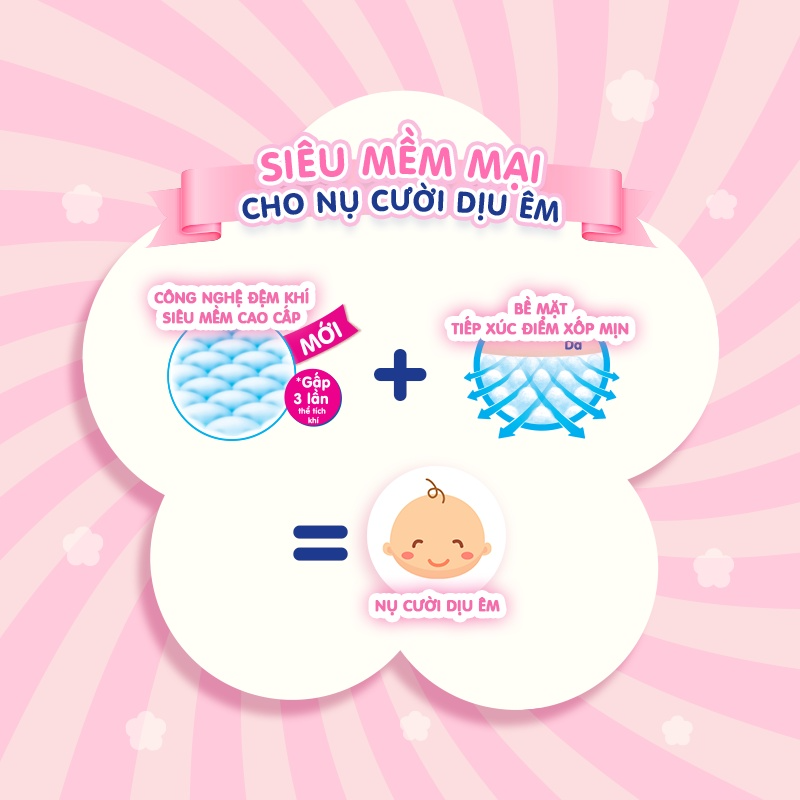 SIÊU MỀM MẠI
CHO NỤ CƯỜI DỊU ÊM
CÔNG NGHỆ ĐỆM KHÍ
SIÊU MỀM CAO CẤP
MỚI
*Gấp
3 lần
thể tích
khí
BỀ MẶT
TIẾP XÚC ĐIỂM XỐP MỊN
Da
NỤ CƯỜI DỊU ÊM